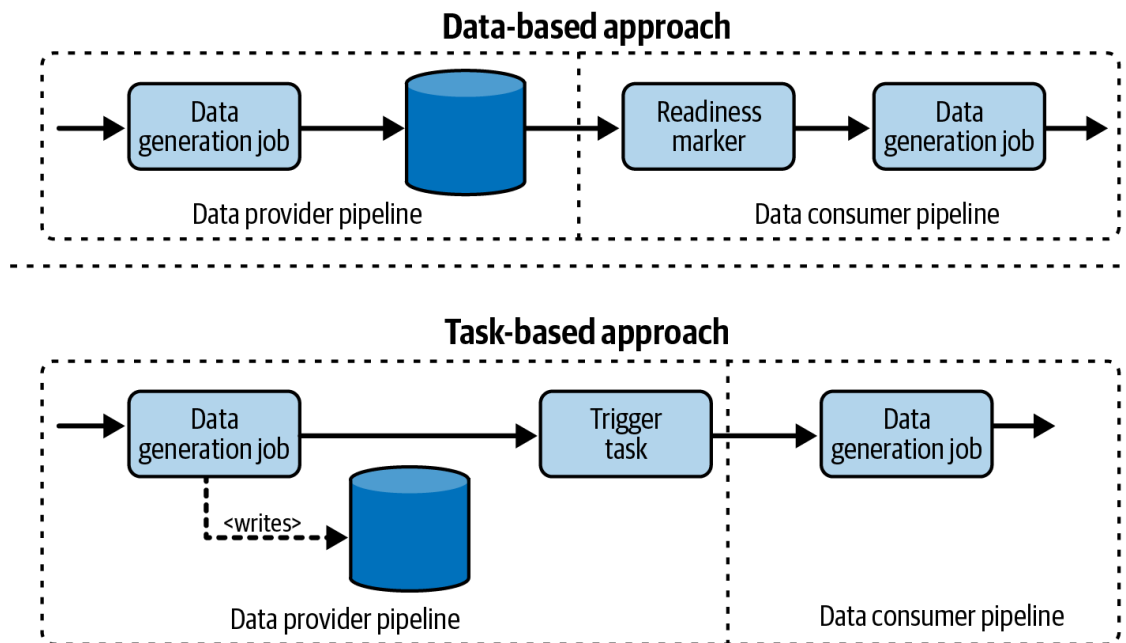 Data-based approach
Data
generation job
Readiness
marker
Data
generation job
Data provider pipeline
Data consumer pipeline
Task-based approach
Data
generation job
Trigger
task
Data
generation job
<writes>
Data provider pipeline
Data consumer pipeline